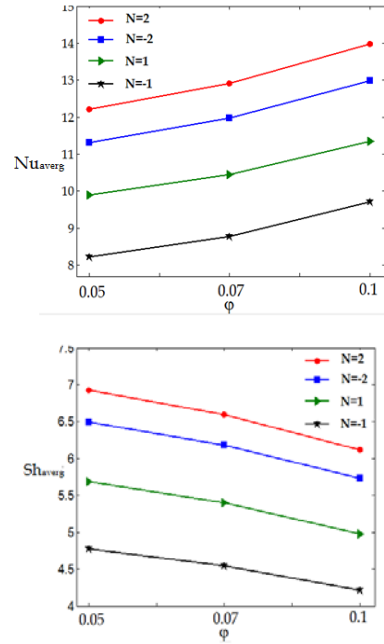 15
14
13
12
11
10
9
8
Nuaverg
N=2
N=-2
N=1
N=-1
0.05
0.07
0.1
φ
7.5
7
6.5
6
5.5
5
4.5
4
Shaverg
N=2
N=-2
N=1
N=-1
0.05
0.07
0.1
φ